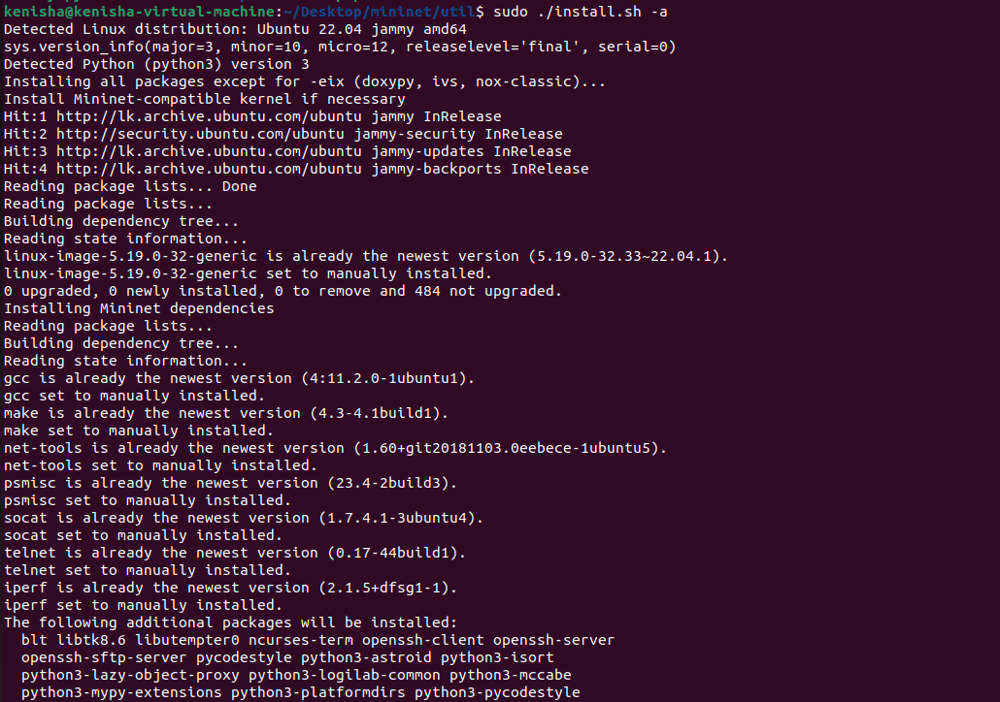 kenisha@kenisha-virtual-machine:~/Desktop/mininet/util$ sudo ./install.sh -a
Detected Linux distribution: Ubuntu 22.04 jammy amd64
sys.version_info(major=3, minor=10, micro=12, releaselevel='final', serial=0)
Detected Python (python3) version 3
Installing all packages except for -eix (doxypy, ivs, nox-classic)...
Install Mininet-compatible kernel if necessary
Hit:1 http://lk.archive.ubuntu.com/ubuntu jammy InRelease
Hit:2 http://security.ubuntu.com/ubuntu jammy-security InRelease
Hit:3 http://lk.archive.ubuntu.com/ubuntu jammy-updates InRelease
Hit:4 http://lk.archive.ubuntu.com/ubuntu jammy-backports InRelease
Reading package lists... Done
Reading package lists...
Building dependency tree...
Reading state information...
linux-image-5.19.0-32-generic is already the newest version (5.19.0-32.33~22.04.1).
linux-image-5.19.0-32-generic set to manually installed.
0 upgraded, 0 newly installed, 0 to remove and 484 not upgraded.
Installing Mininet dependencies
Reading package lists...
Building dependency tree...
Reading state information...
gcc is already the newest version (4:11.2.0-1ubuntu1).
gcc set to manually installed.
make is already the newest version (4.3-4.1build1).
make set to manually installed.
net-tools is already the newest version (1.60+git20181103.0eebece-1ubuntu5).
net-tools set to manually installed.
psmisc is already the newest version (23.4-2build3).
psmisc set to manually installed.
socat is already the newest version (1.7.4.1-3ubuntu4).
socat set to manually installed.
telnet is already the newest version (0.17-44build1).
telnet set to manually installed.
iperf is already the newest version (2.1.5+dfsg1-1).
iperf set to manually installed.
The following additional packages will be installed:
  blt libtk8.6 libutempter0 ncurses-term openssh-client openssh-server
  openssh-sftp-server pycodestyle python3-astroid python3-isort
  python3-lazy-object-proxy python3-logilab-common python3-mccabe
  python3-mypy-extensions python3-platformdirs python3-pycodestyle